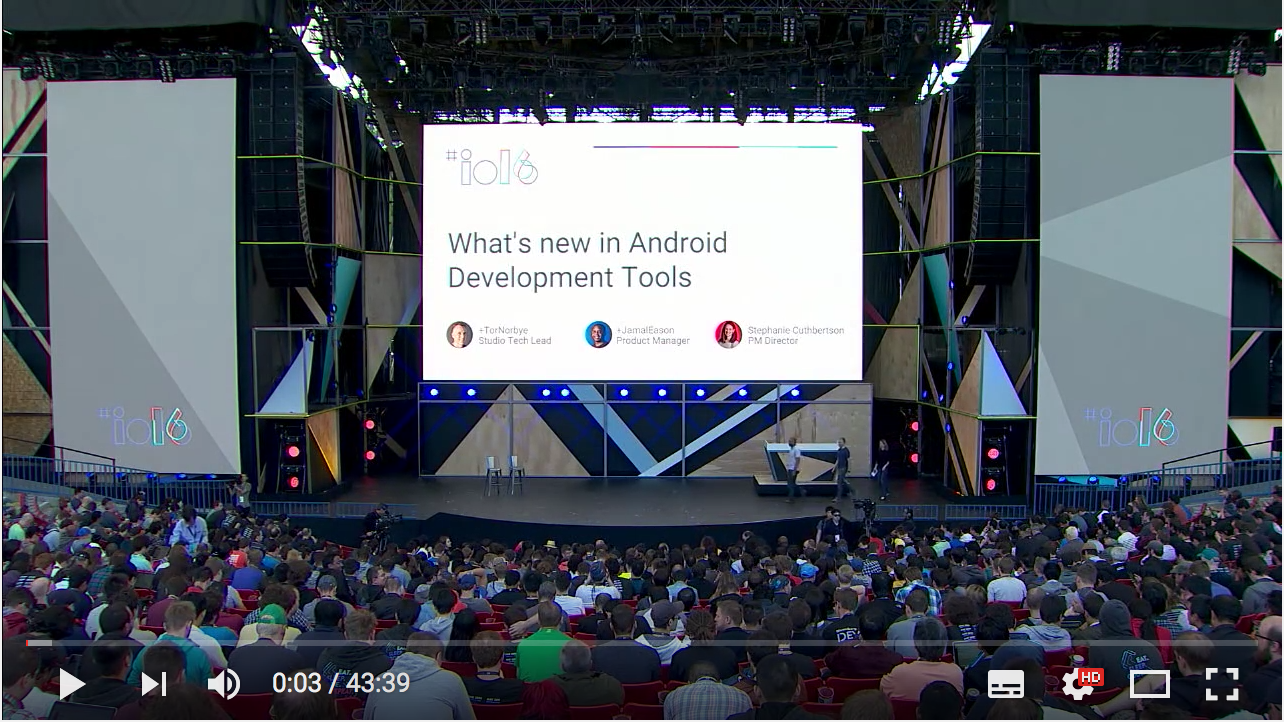 #io16
What's new in Android
Development Tools
+TorNorbye
Studio Tech Lead
+JamalEason
Product Manager
Stephanie Cuthbertson
PM Director
#io16
#io16
0:03 / 43:39
HD